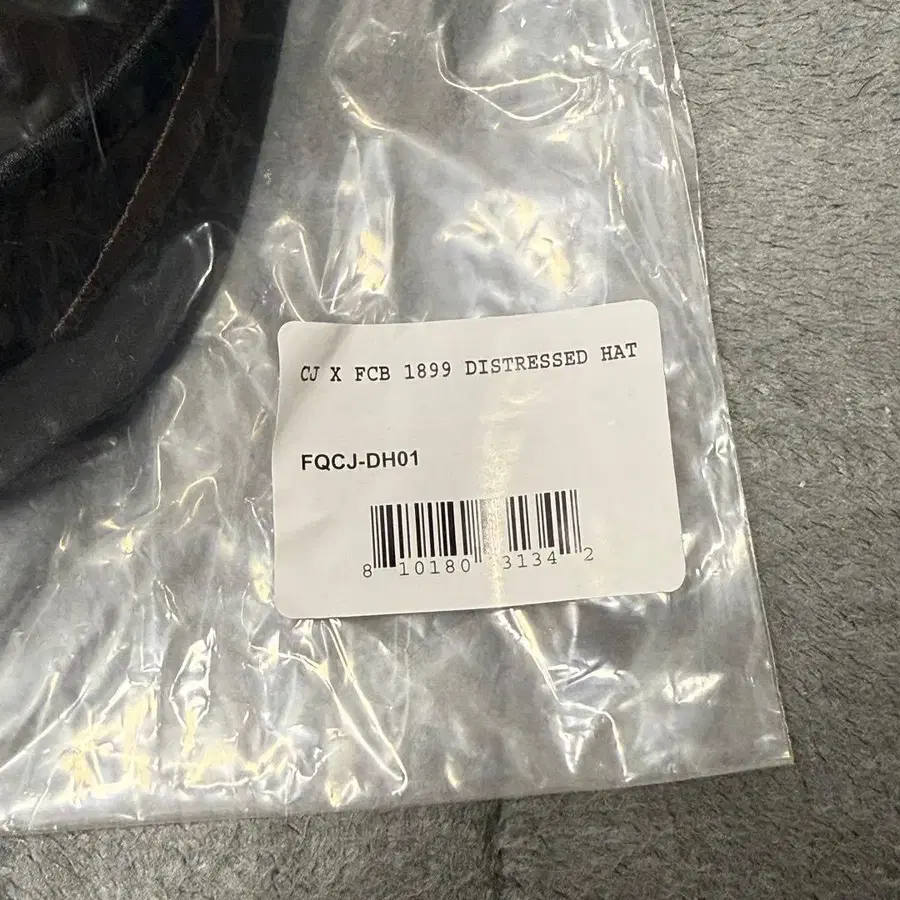 CJ X FCB 1899 DISTRESSED HAT
FQCJ-DH01
8 10180 3134 2